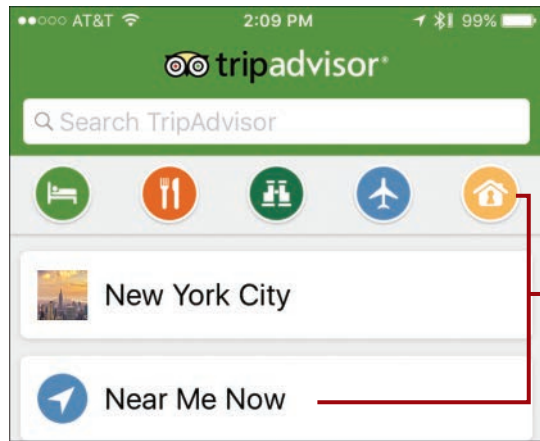 AT&T 2:09 PM 99%
tripadvisor®
Search TripAdvisor
New York City
Near Me Now